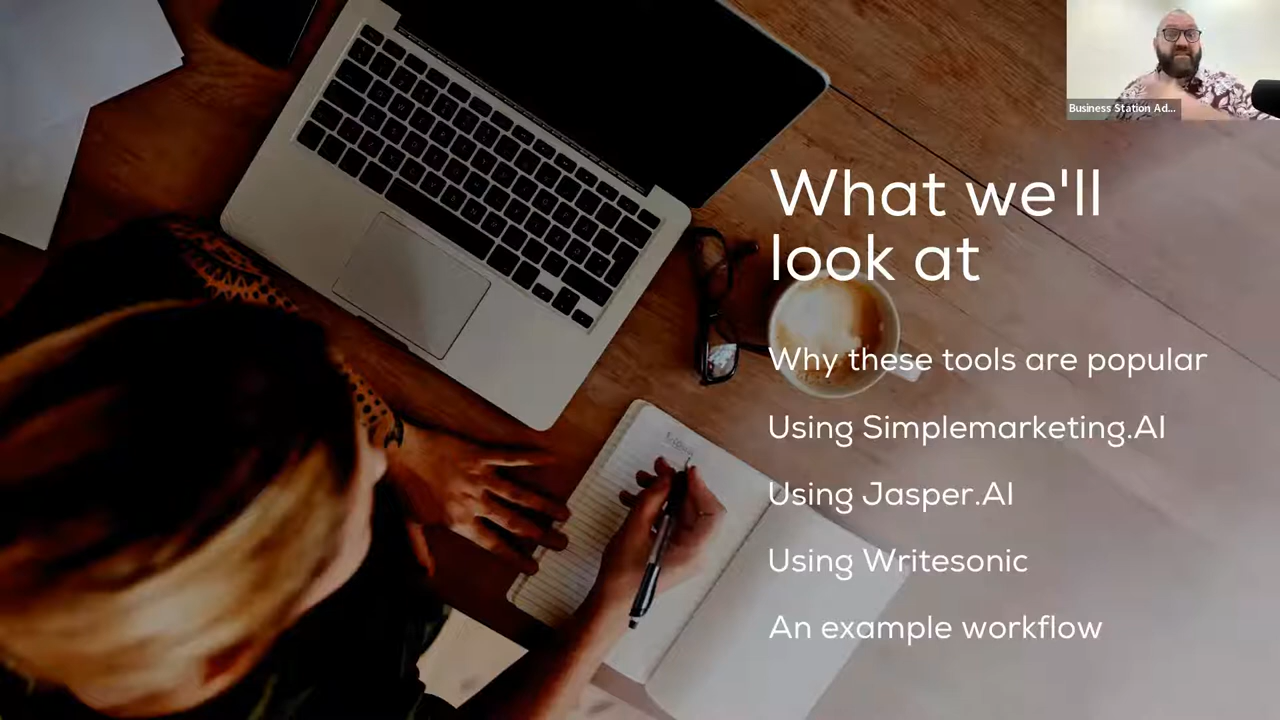 Business Station Ad...
What we'll
look at
Why these tools are popular
Using Simplemarketing.AI
Using Jasper.AI
Using Writesonic
An example workflow